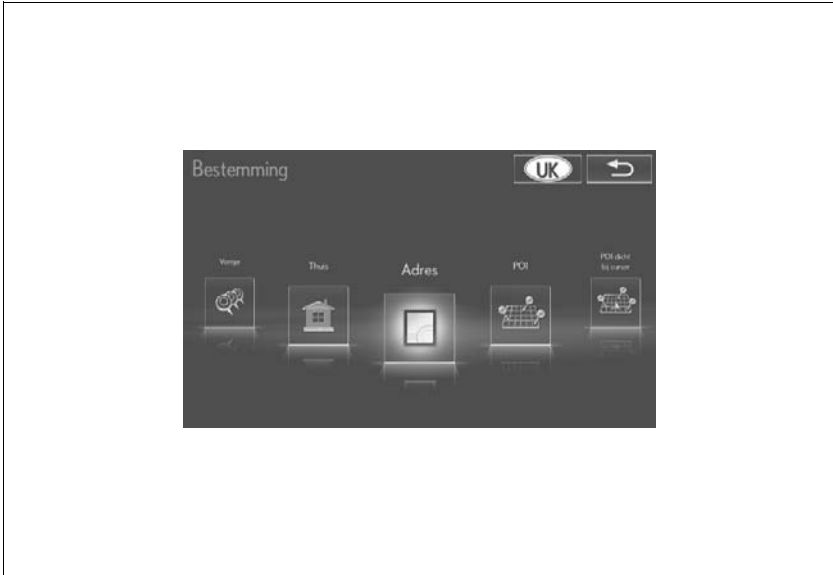 Bestemming
UK
Vorige
Thuis
Adres
POI
POI dicht
bij cursor